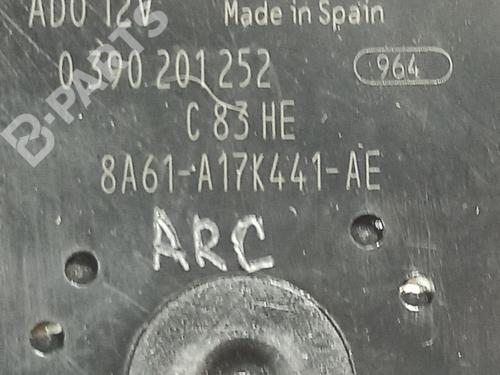 ADO 12V Made in Spain
0 390 201 252 964
C 83 HE
8A61-A17K441-AE
ARC
B-PARTS